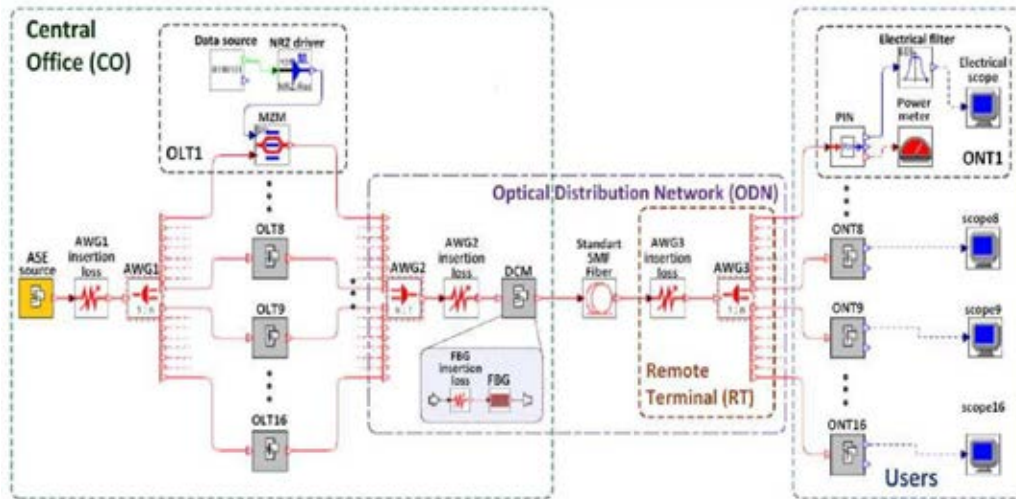 Central
Office (CO)
Data source
NRZ driver
MZM
OLT1
Optical Distribution Network (ODN)
Electrical filter
Electrical
scope
Power
meter
PIN
ONT1
ASE
source
AWG1
insertion
loss
AWG1
OLT8
OLT9
OLT16
AWG2
AWG2
insertion
loss
DCM
FBG
insertion
loss
FBG
Standart
SMF
Fiber
AWG3
insertion
loss
AWG3
Remote
Terminal (RT)
ONT8
scope8
ONT9
scope9
ONT16
scope16
Users